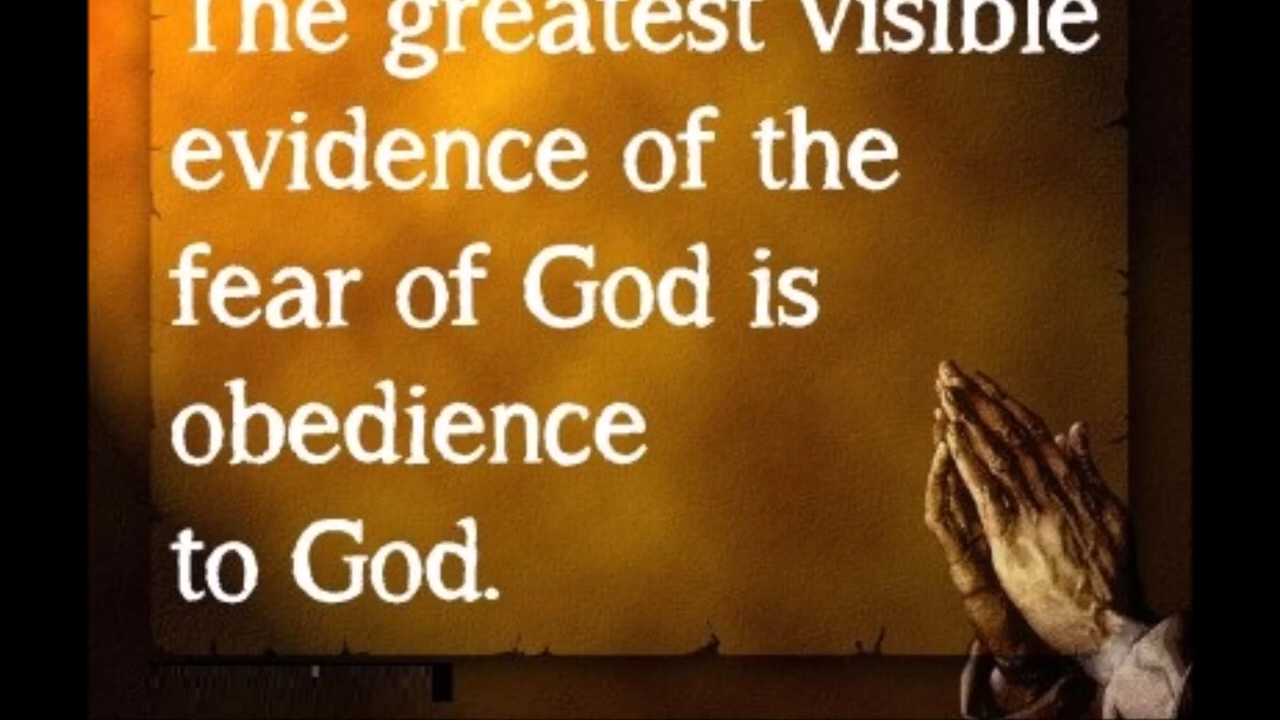 The greatest visible
evidence of the
fear of God is
obedience
to God.